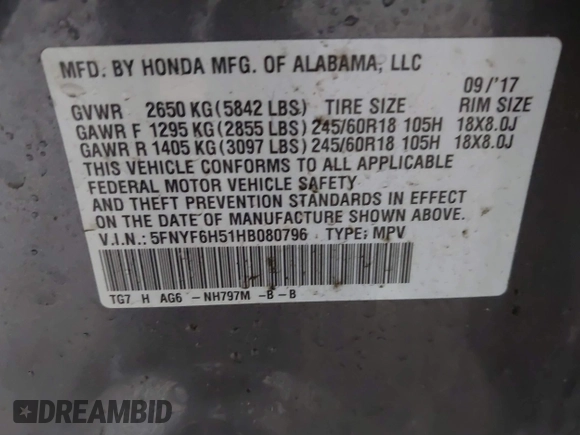 MFD. BY HONDA MFG. OF ALABAMA, LLC
09/'17
GVWR 2650 KG(5842 LBS) TIRE SIZE RIM SIZE
GAWR F 1295 KG(2855 LBS) 245/60R18 105H 18X8.0J
GAWR R 1405 KG(3097 LBS) 245/60R18 105H 18X8.0J
THIS VEHICLE CONFORMS TO ALL APPLICABLE
FEDERAL MOTOR VEHICLE SAFETY
AND THEFT PREVENTION STANDARDS IN EFFECT
ON THE DATE OF MANUFACTURE SHOWN ABOVE.
V.I.N.: 5FNYF6H51HB080796 TYPE: MPV
TG7 H AG6 - NH797M -B - B
DREAMBID